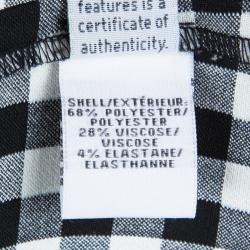 features is a
certificate of
authenticity.
SHELL/EXTÉRIEUR:
68% POLYESTER/
POLYESTER
28% VISCOSE/
VISCOSE
4% ELASTANE/
ELASTHANNE